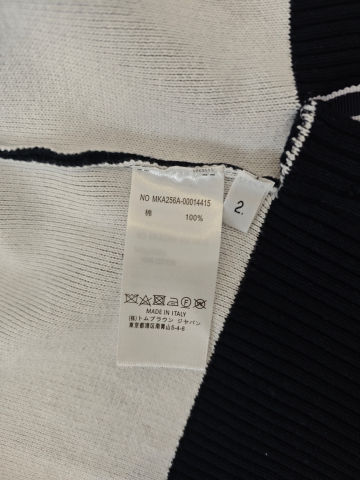 NO MKA256A-00014415
綿 100%
2.
MADE IN ITALY
(株)トムブラウン ジャパン
東京都港区南青山5-4-6